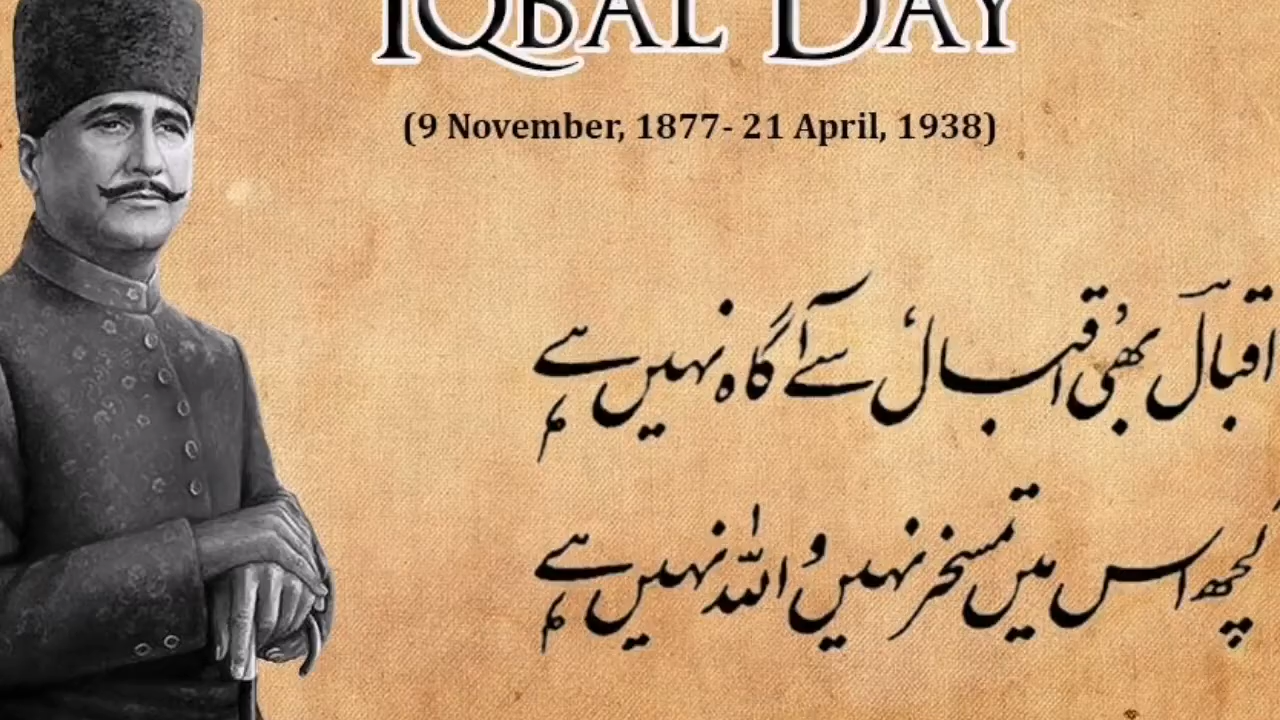 IQBAL DAY
(9 November, 1877- 21 April, 1938)
اقبالؔ بھی اقبالؔ سے آگاہ نہیں ہے
کچھ اس میں تمسخر نہیں و اللہ نہیں ہے